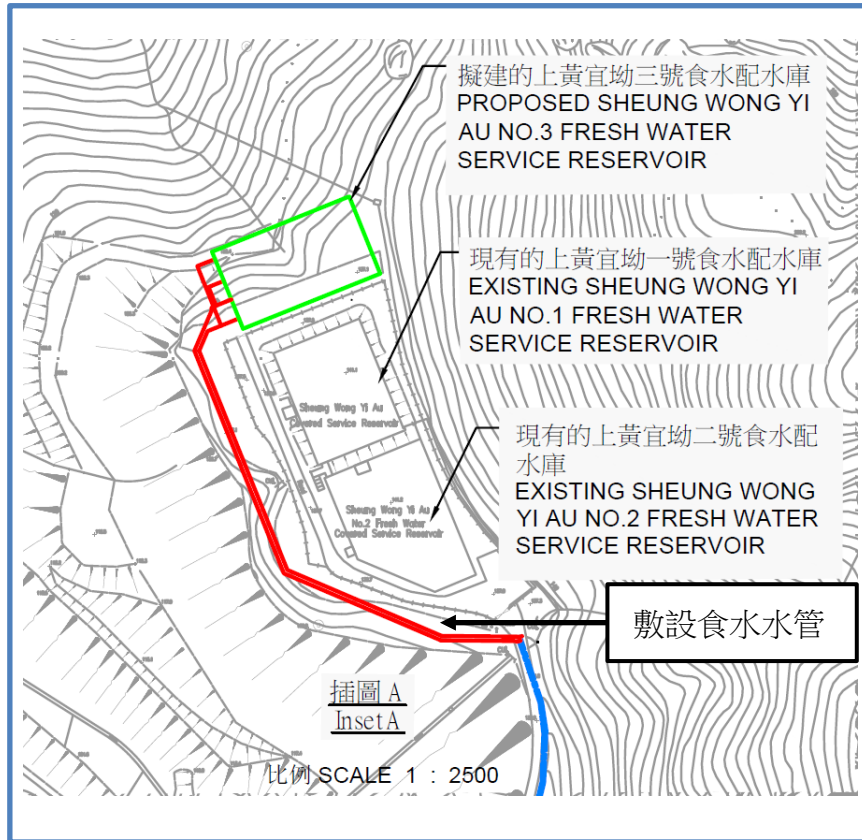 擬建的上黃宜坳三號食水配水庫
PROPOSED SHEUNG WONG YI
AU NO.3 FRESH WATER
SERVICE RESERVOIR
現有的上黃宜坳一號食水配水庫
EXISTING SHEUNG WONG YI
AU NO.1 FRESH WATER
SERVICE RESERVOIR
Sheung Wong Yi Au
Covered Service Reservoir
現有的上黃宜坳二號食水配
水庫
EXISTING SHEUNG WONG
YI AU NO.2 FRESH WATER
SERVICE RESERVOIR
Sheung Wong Yi Au
No.2 Fresh Water
Covered Service Reservoir
敷設食水水管
插圖 A
Inset A
比例 SCALE 1 : 2500